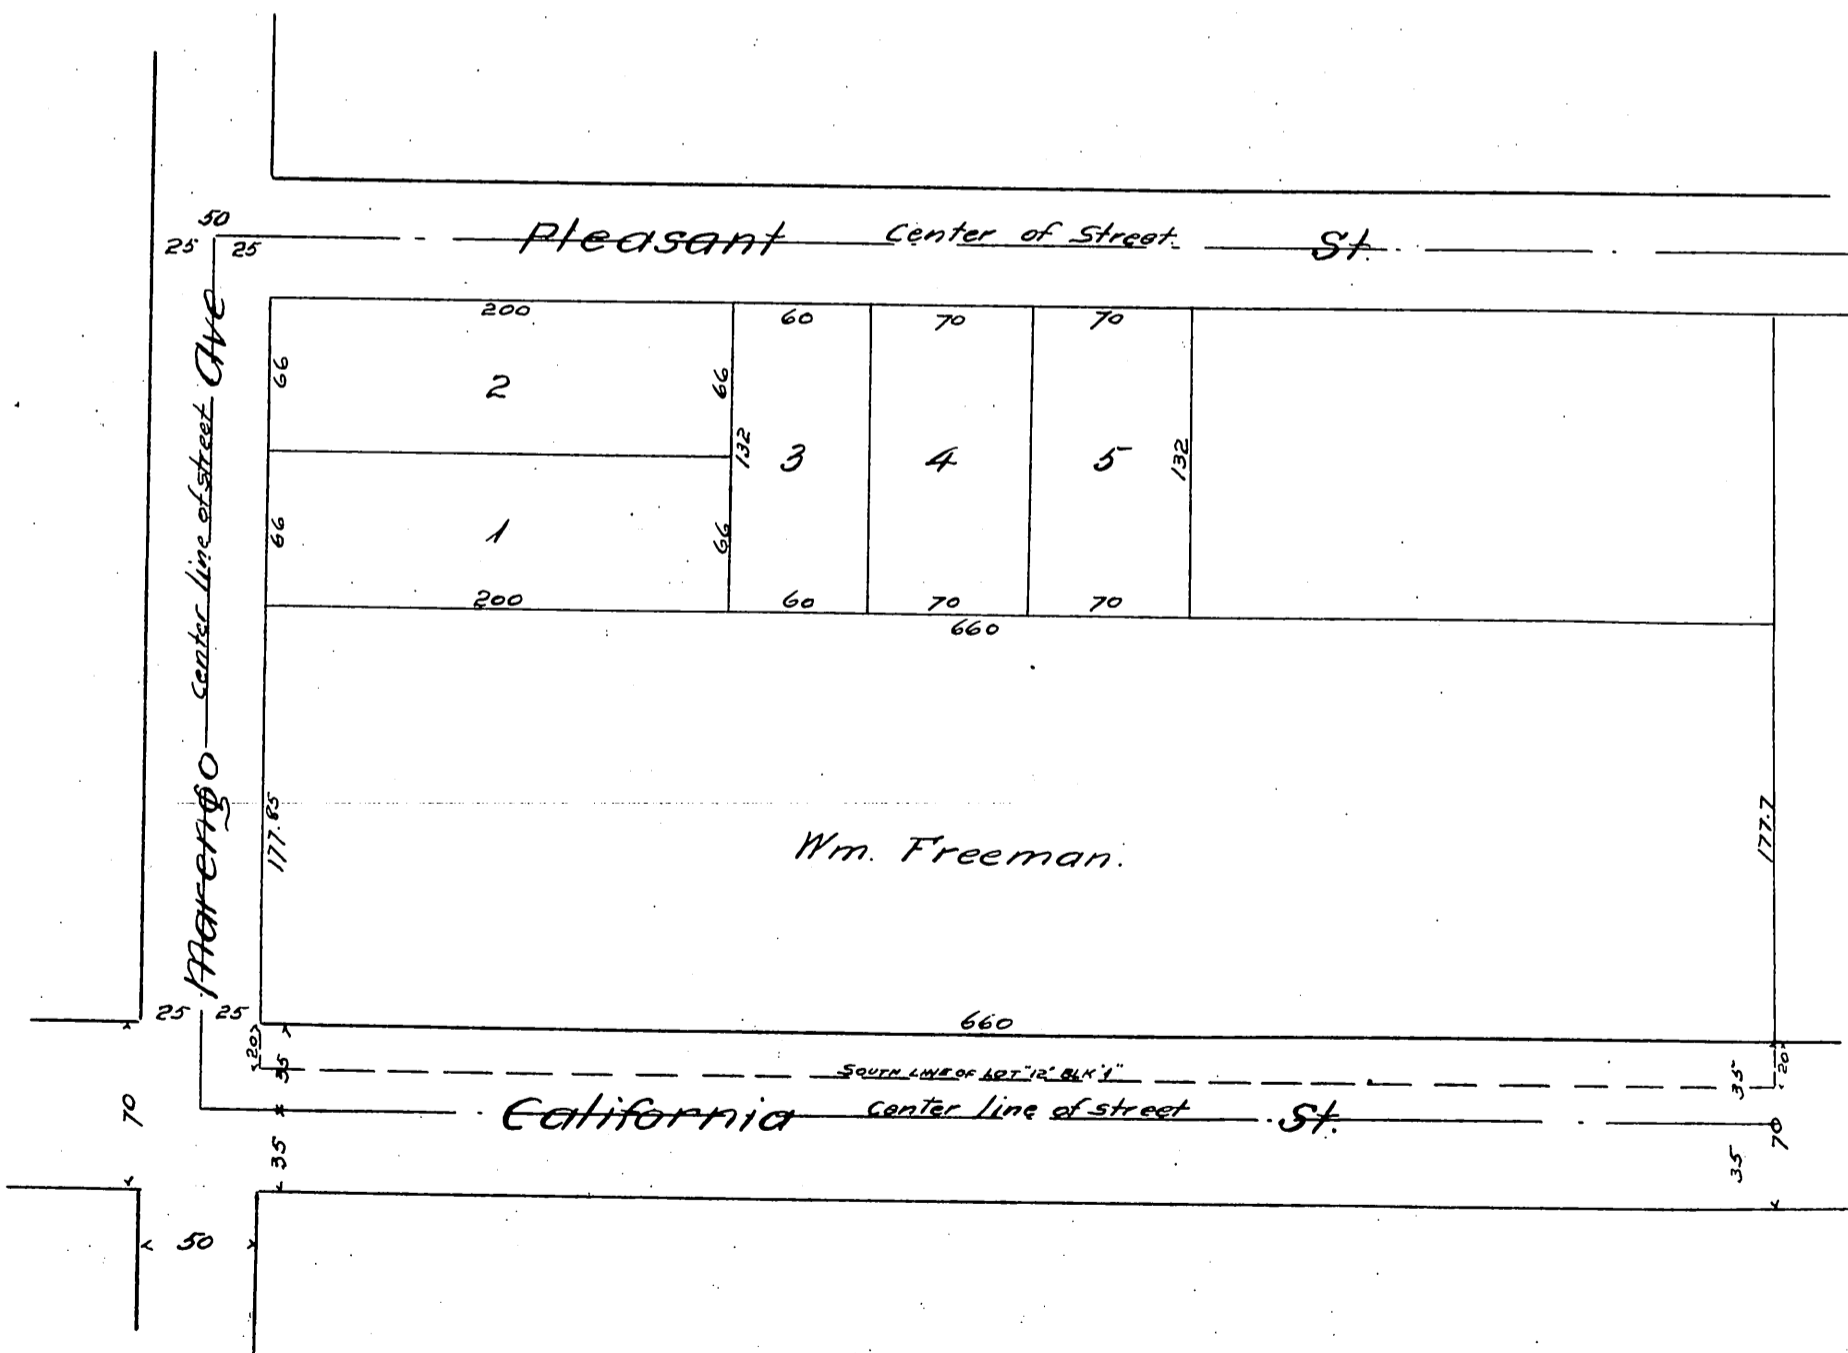 50
25 25
Pleasant Center of Street. St.
200 60 70 70
66 66
2
132 3 4 5 132
66 66
1
200 60 70 70
660
Marengo center line of street Ave
177.85 177.7
Wm. Freeman.
25 25
660
20 35 35 20
SOUTH LINE OF LOT "12" BLK "1"
70 70
California center line of street St.
35 35
50